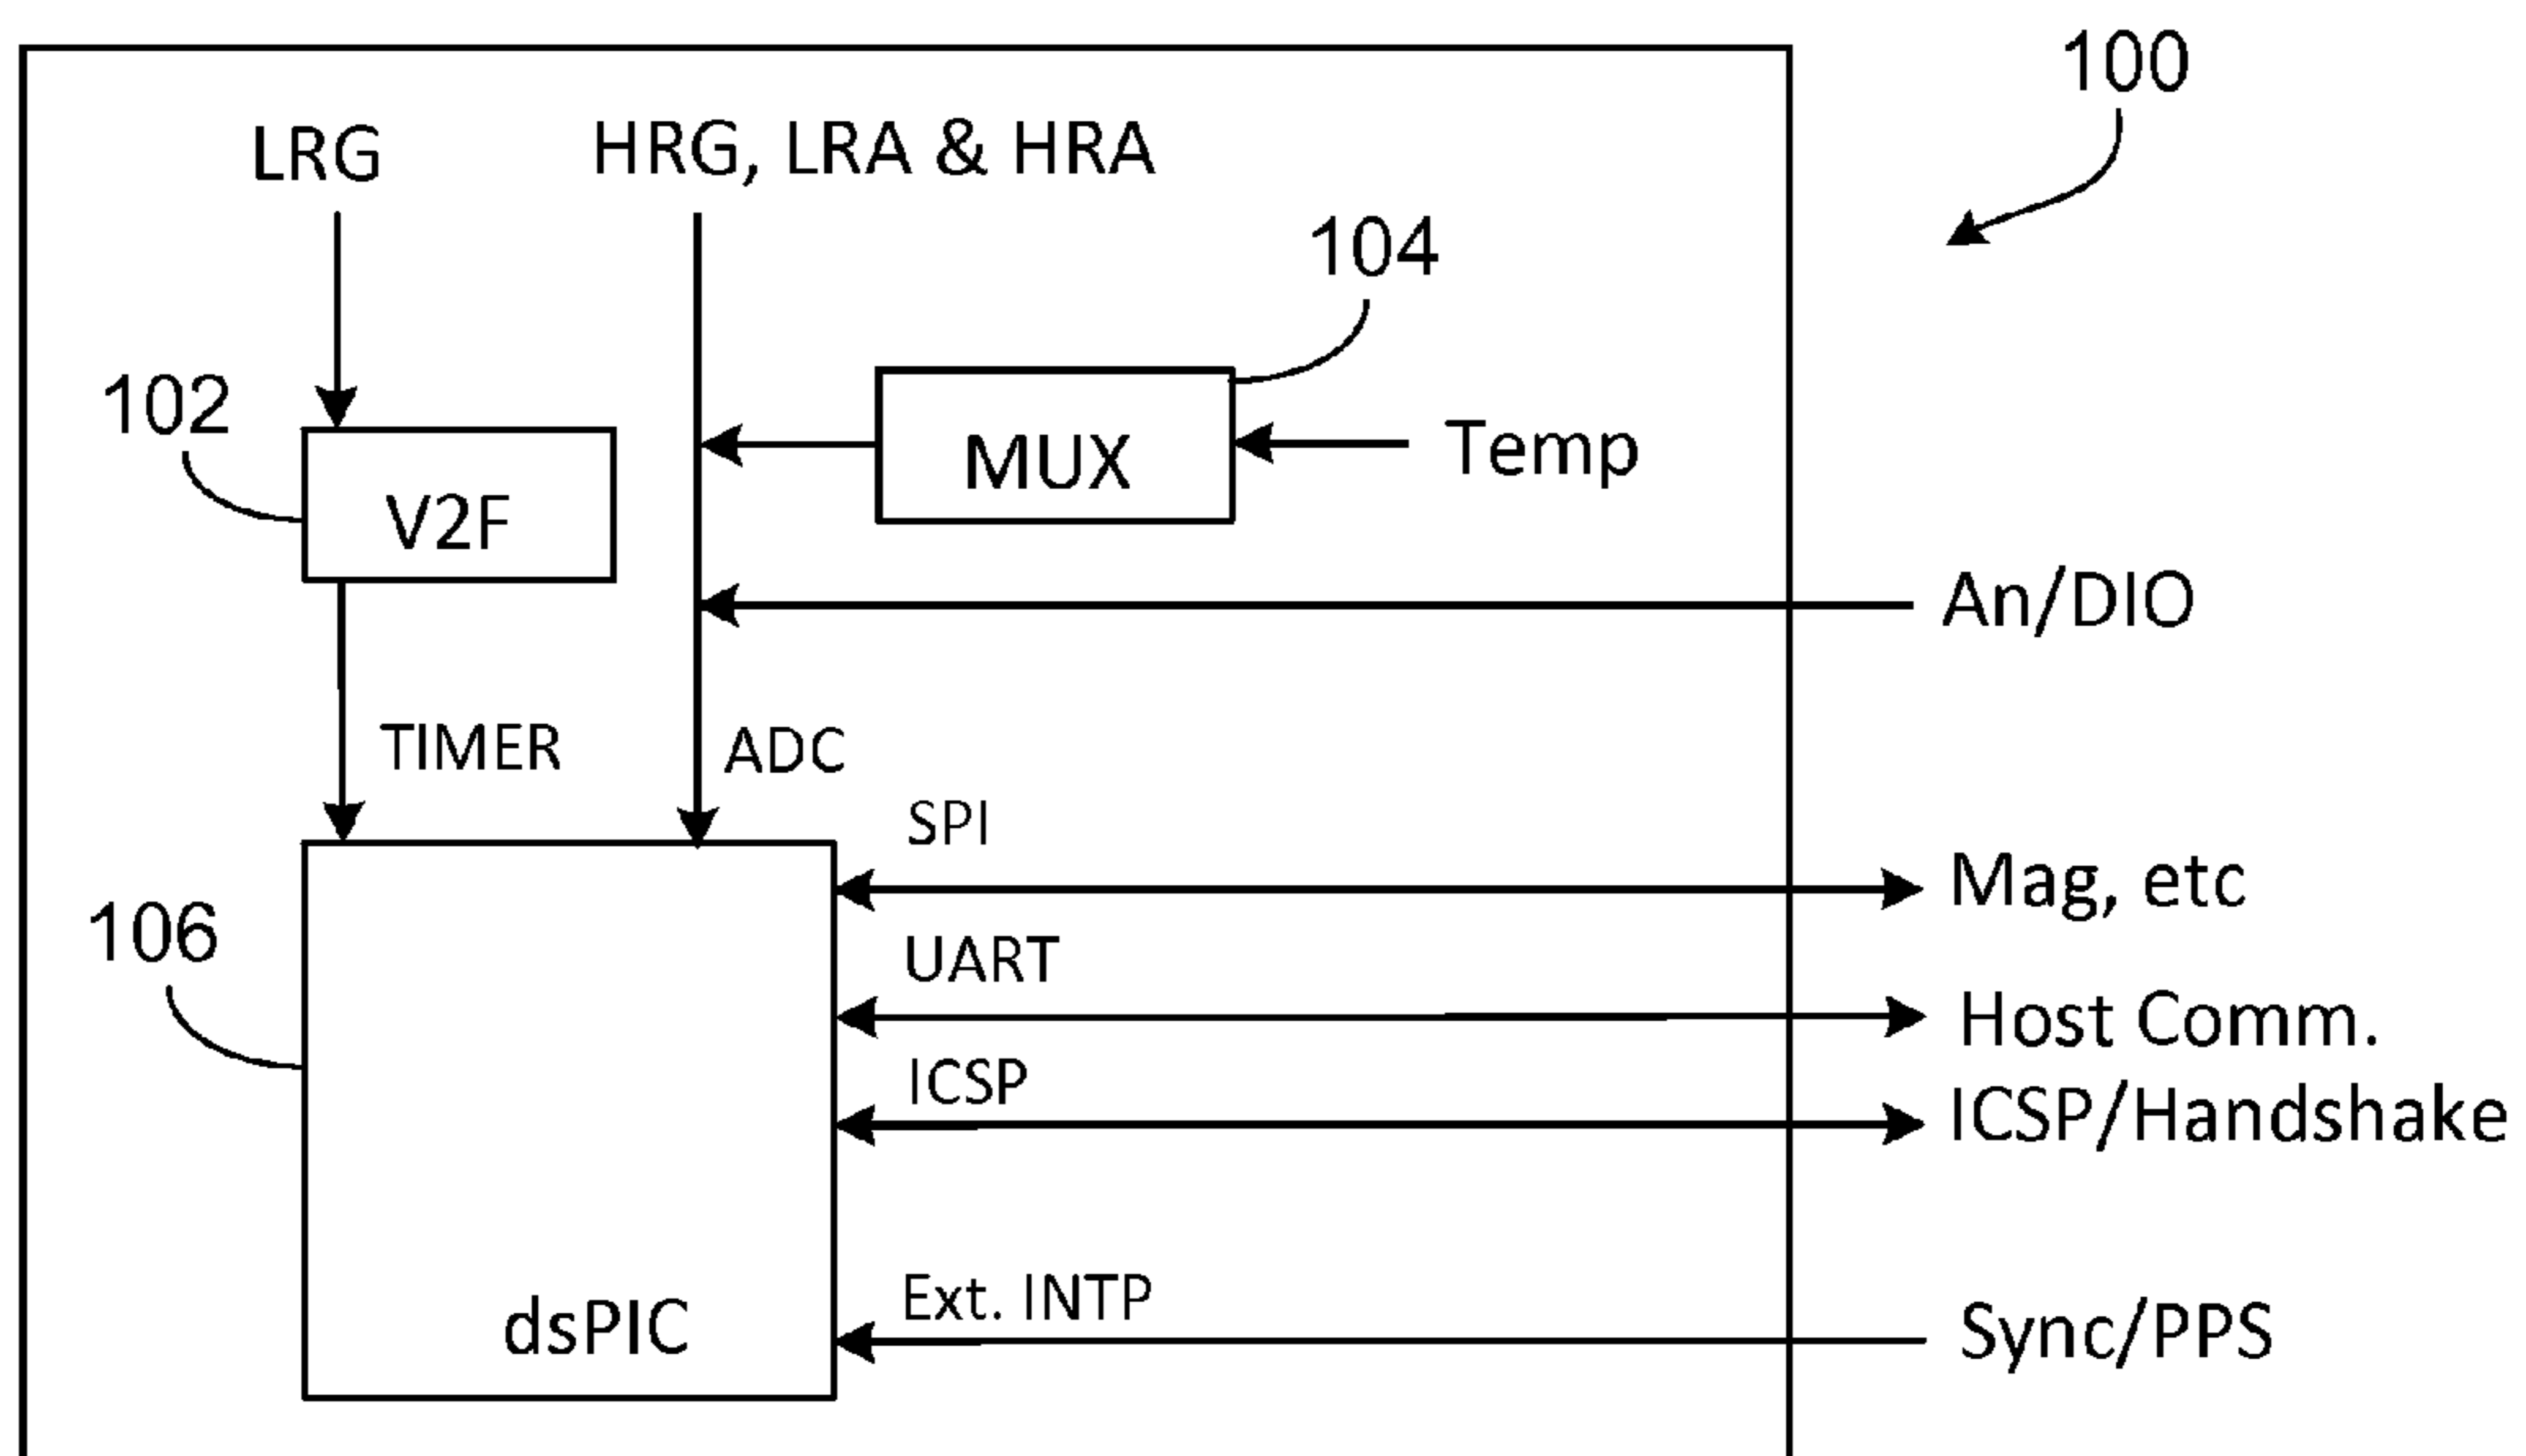 100
LRG
HRG, LRA & HRA
104
102
MUX
Temp
V2F
An/DIO
TIMER
ADC
SPI
Mag, etc
106
UART
Host Comm.
ICSP
ICSP/Handshake
Ext. INTP
dsPIC
Sync/PPS